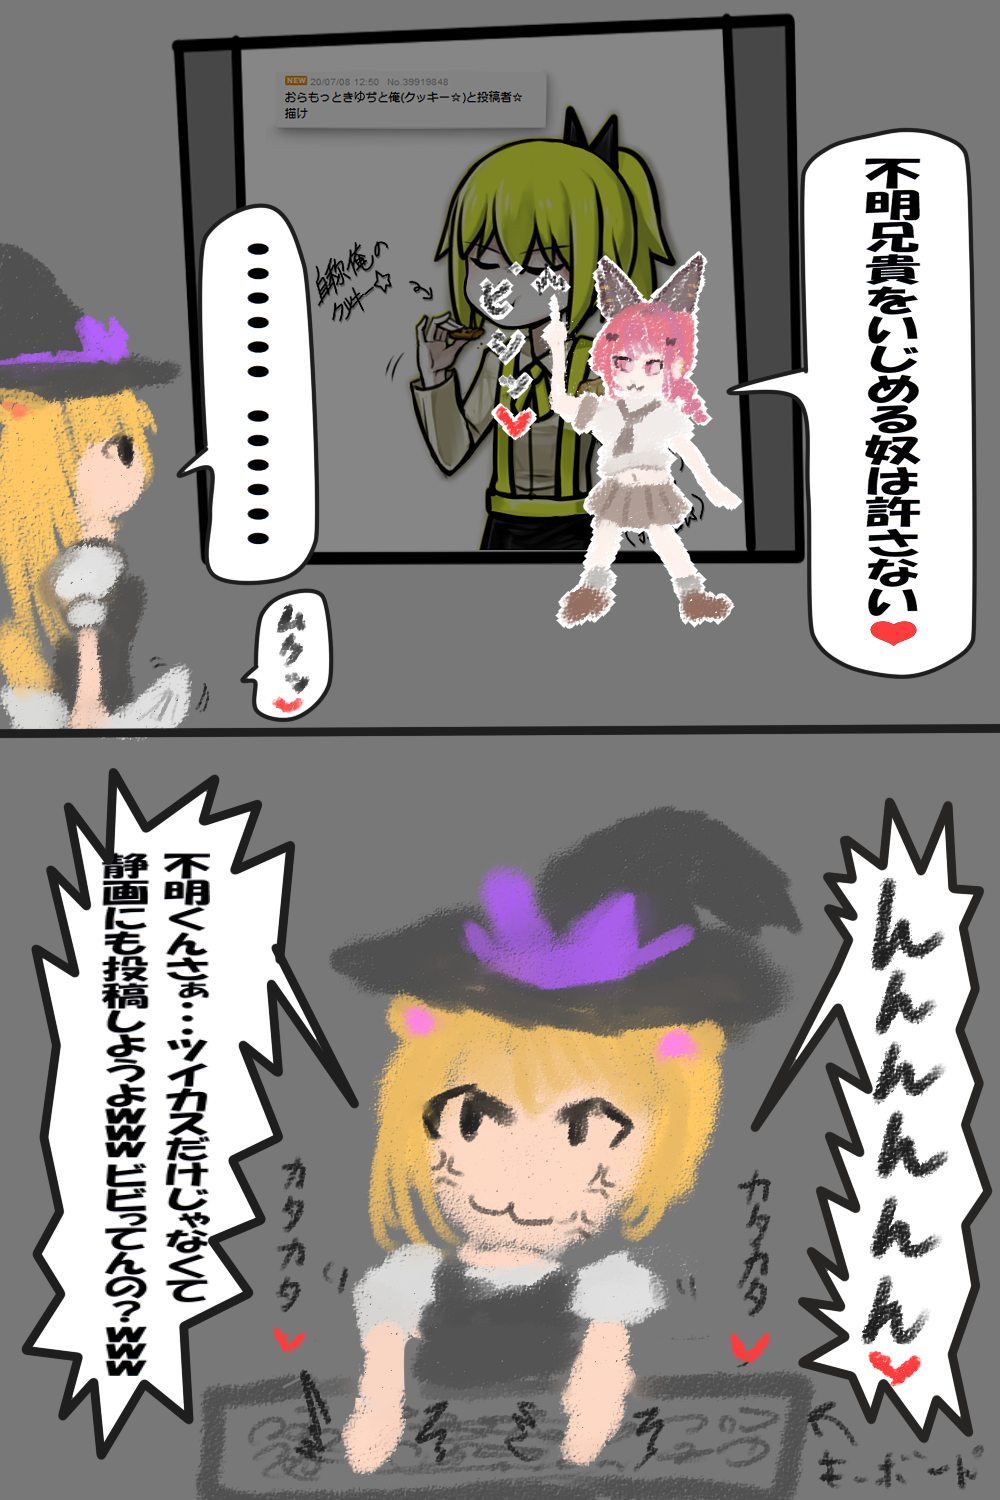 不明兄貴をいじめる奴は許さない♥
NEW 20/07/08 12:50 No.39919848
おらもっときゆぢと俺(クッキー☆)と投稿者☆
描け
自称俺の
クッキー☆
ビシッ♥
・・・・・・ ・・・・・・
ムクッ♥
んんんんんん♥
不明くんさぁ…ツイカスだけじゃなくて
静画にも投稿しようよwwwビビってんの?www
カタカタ♥
カタカタ♥
キーボード